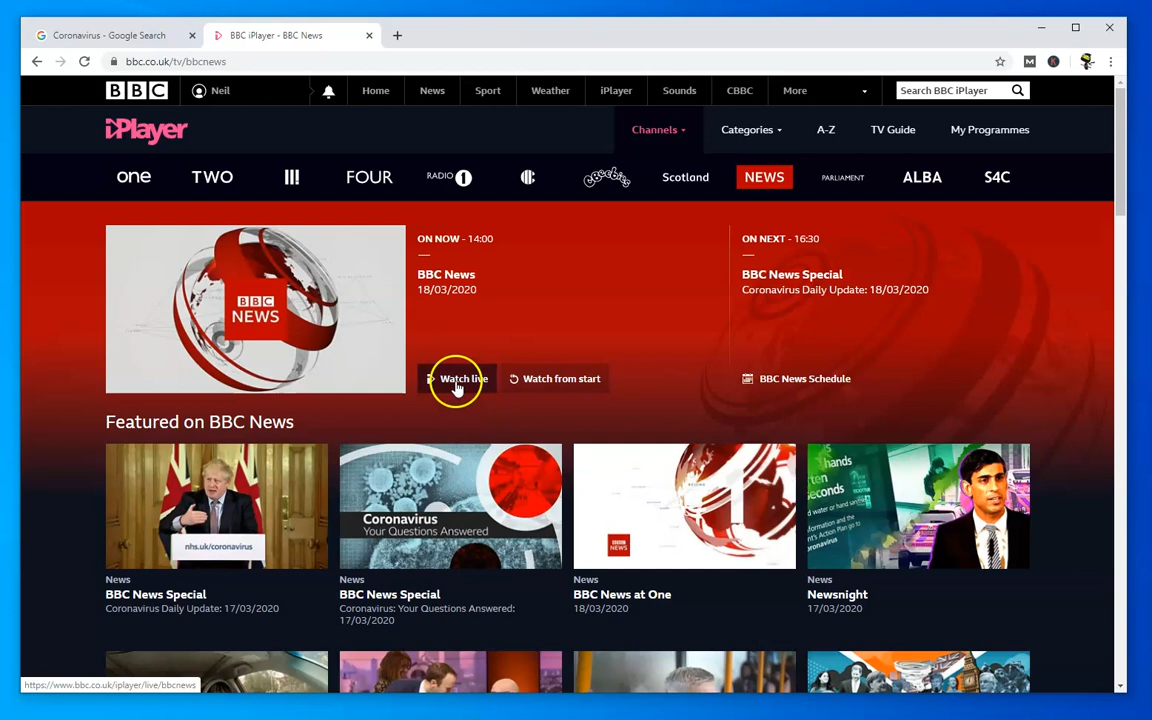 Coronavirus - Google Search
BBC iPlayer - BBC News
bbc.co.uk/tv/bbcnews
BBC
Neil
Home
News
Sport
Weather
iPlayer
Sounds
CBBC
More
Search BBC iPlayer
iPlayer
Channels
Categories
A-Z
TV Guide
My Programmes
one
TWO
III
FOUR
RADIO 1
cbeebies
Scotland
NEWS
PARLIAMENT
ALBA
S4C
BBC
NEWS
ON NOW - 14:00
BBC News
18/03/2020
Watch live
Watch from start
ON NEXT - 16:30
BBC News Special
Coronavirus Daily Update: 18/03/2020
BBC News Schedule
Featured on BBC News
nhs.uk/coronavirus
News
BBC News Special
Coronavirus Daily Update: 17/03/2020
Coronavirus
Your Questions Answered
News
BBC News Special
Coronavirus: Your Questions Answered:
17/03/2020
BBC
NEWS
News
BBC News at One
18/03/2020
hands
News
Newsnight
17/03/2020
https://www.bbc.co.uk/iplayer/live/bbcnews